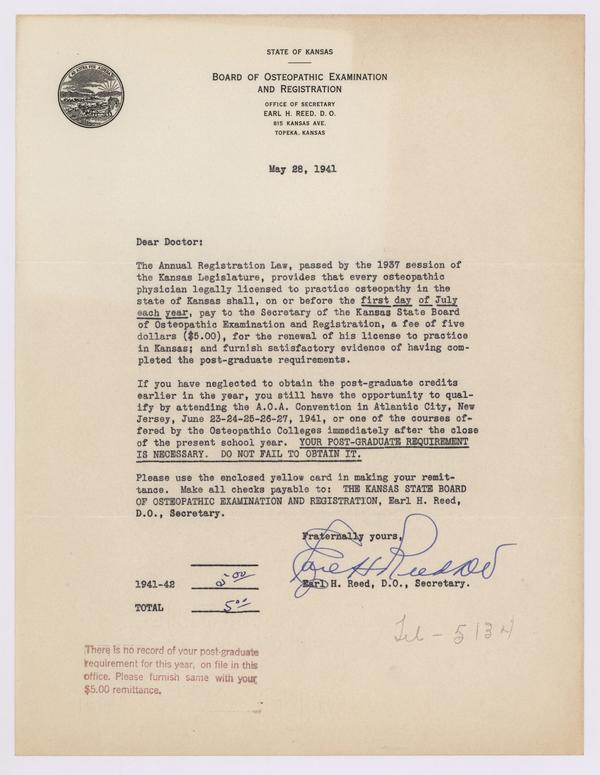 STATE OF KANSAS
BOARD OF OSTEOPATHIC EXAMINATION
AND REGISTRATION
OFFICE OF SECRETARY
EARL H. REED, D. O.
815 KANSAS AVE.
TOPEKA, KANSAS
May 28, 1941
Dear Doctor:
The Annual Registration Law, passed by the 1937 session of
the Kansas Legislature, provides that every osteopathic
physician legally licensed to practice osteopathy in the
state of Kansas shall, on or before the first day of July
each year, pay to the Secretary of the Kansas State Board
of Osteopathic Examination and Registration, a fee of five
dollars ($5.00), for the renewal of his license to practice
in Kansas; and furnish satisfactory evidence of having com-
pleted the post-graduate requirements.
If you have neglected to obtain the post-graduate credits
earlier in the year, you still have the opportunity to qual-
ify by attending the A.O.A. Convention in Atlantic City, New
Jersey, June 23-24-25-26-27, 1941, or one of the courses of-
fered by the Osteopathic Colleges immediately after the close
of the present school year. YOUR POST-GRADUATE REQUIREMENT
IS NECESSARY. DO NOT FAIL TO OBTAIN IT.
Please use the enclosed yellow card in making your remit-
tance. Make all checks payable to: THE KANSAS STATE BOARD
OF OSTEOPATHIC EXAMINATION AND REGISTRATION, Earl H. Reed,
D.O., Secretary.
Fraternally yours,
Earl H Reed DO
Earl H. Reed, D.O., Secretary.
1941-42 5.00
TOTAL 5.00
5134
There is no record of your post-graduate
requirement for this year, on file in this
office. Please furnish same with your
$5.00 remittance.